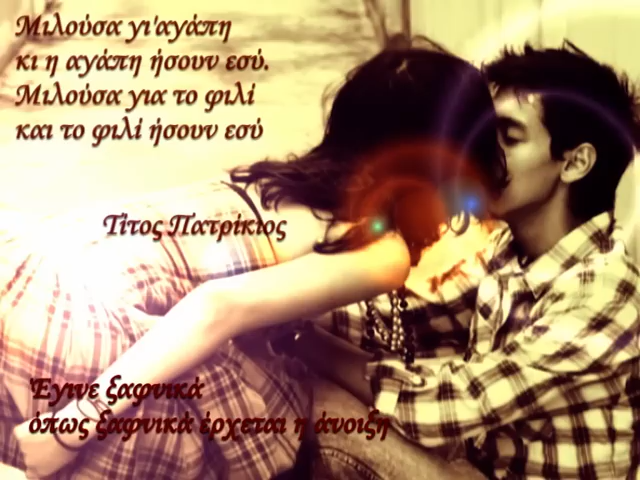 Μιλούσα γι'αγάπη
κι η αγάπη ήσουν εσύ.
Μιλούσα για το φιλί
και το φιλί ήσουν εσύ
Τίτος Πατρίκιος
Έγινε ξαφνικά
όπως ξαφνικά έρχεται η άνοιξη